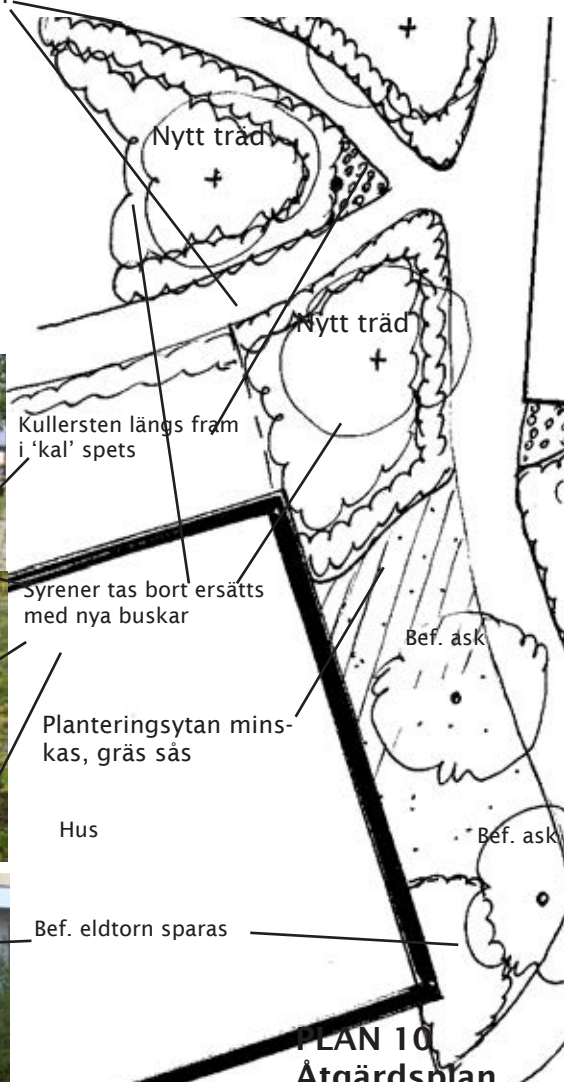 Nytt träd
Nytt träd
Kullersten längs fram
i ‘kal’ spets
Syrener tas bort ersätts
med nya buskar
Bef. ask
Planteringsytan mins-
kas, gräs sås
Hus
Bef. ask
Bef. eldtorn sparas
PLAN 10
Åtgärdsplan